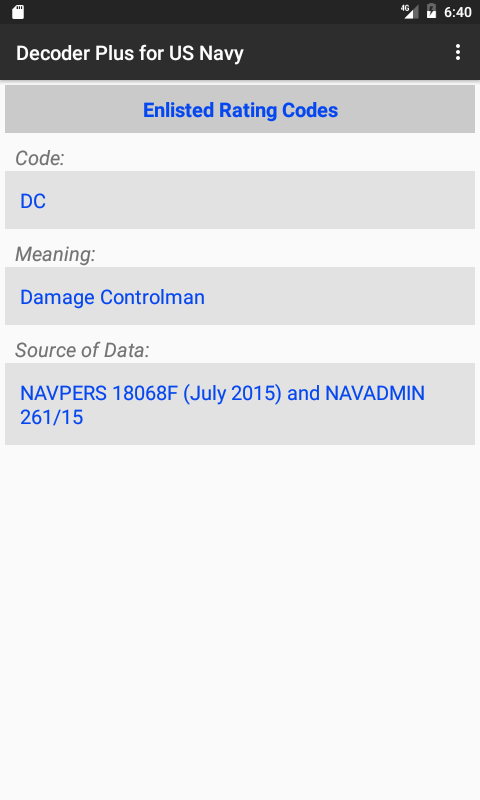 4G
6:40
Decoder Plus for US Navy
Enlisted Rating Codes
Code:
DC
Meaning:
Damage Controlman
Source of Data:
NAVPERS 18068F (July 2015) and NAVADMIN
261/15